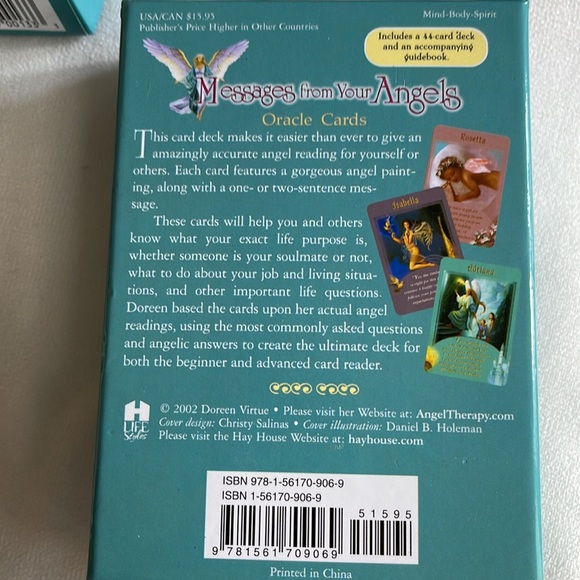 USA/CAN $15.95
Publisher's Price Higher in Other Countries
Mind-Body-Spirit
Includes a 44-card deck
and an accompanying
guidebook.
Messages from Your Angels
Oracle Cards
This card deck makes it easier than ever to give an
amazingly accurate angel reading for yourself or
others. Each card features a gorgeous angel paint-
ing, along with a one- or two-sentence mes-
sage.
These cards will help you and others
know what your exact life purpose is,
whether someone is your soulmate or not,
what to do about your job and living situa-
tions, and other important life questions.
Doreen based the cards upon her actual angel
readings, using the most commonly asked questions
and angelic answers to create the ultimate deck for
both the beginner and advanced card reader.
Rosetta
Isabella
Adriana
H
LIFE
Styles
© 2002 Doreen Virtue • Please visit her Website at: AngelTherapy.com
Cover design: Christy Salinas • Cover illustration: Daniel B. Holeman
Please visit the Hay House Website at: hayhouse.com
ISBN 978-1-56170-906-9
ISBN 1-56170-906-9
51595
9 781561 709069
Printed in China